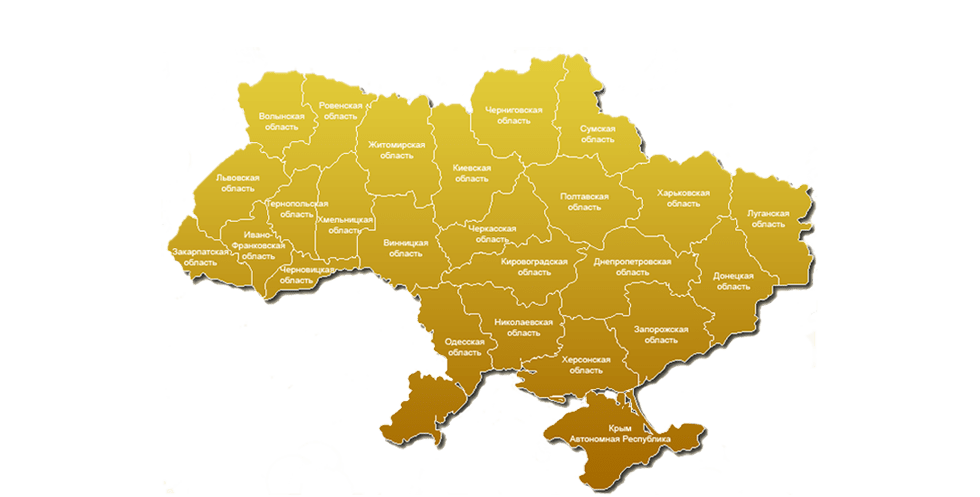 Волынская
область
Ровенская
область
Житомирская
область
Киевская
область
Черниговская
область
Сумская
область
Львовская
область
Тернопольская
область
Хмельницкая
область
Винницкая
область
Черкасская
область
Полтавская
область
Харьковская
область
Луганская
область
Закарпатская
область
Ивано-
Франковская
область
Черновицкая
область
Кировоградская
область
Днепропетровская
область
Донецкая
область
Одесская
область
Николаевская
область
Херсонская
область
Запорожская
область
Крым
Автономная Республика